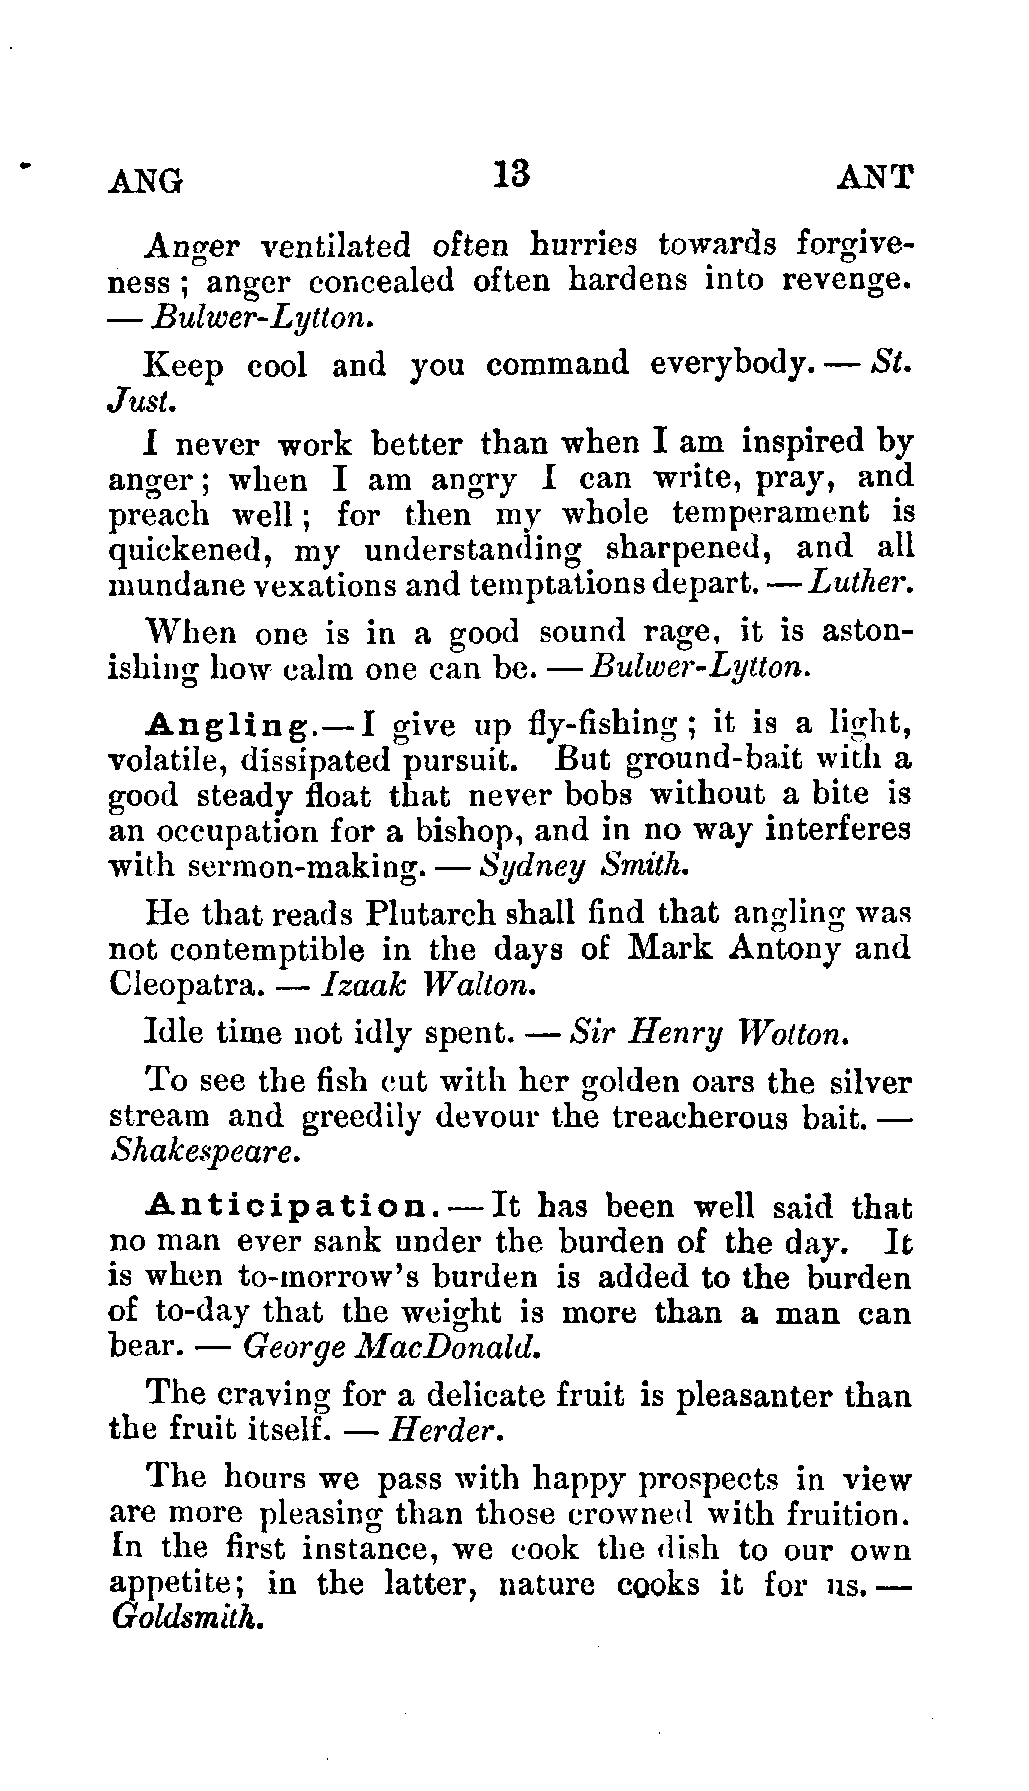 ANG 13 ANT
Anger ventilated often hurries towards forgive-
ness ; anger concealed often hardens into revenge.
— Bulwer-Lytton.
Keep cool and you command everybody. — St.
Just.
I never work better than when I am inspired by
anger ; when I am angry I can write, pray, and
preach well ; for then my whole temperament is
quickened, my understanding sharpened, and all
mundane vexations and temptations depart. — Luther.
When one is in a good sound rage, it is aston-
ishing how calm one can be. — Bulwer-Lytton.
Angling. — I give up fly-fishing ; it is a light,
volatile, dissipated pursuit. But ground-bait with a
good steady float that never bobs without a bite is
an occupation for a bishop, and in no way interferes
with sermon-making. — Sydney Smith.
He that reads Plutarch shall find that angling was
not contemptible in the days of Mark Antony and
Cleopatra. — Izaak Walton.
Idle time not idly spent. — Sir Henry Wotton.
To see the fish cut with her golden oars the silver
stream and greedily devour the treacherous bait. —
Shakespeare.
Anticipation. — It has been well said that
no man ever sank under the burden of the day. It
is when to-morrow's burden is added to the burden
of to-day that the weight is more than a man can
bear. — George MacDonald.
The craving for a delicate fruit is pleasanter than
the fruit itself. — Herder.
The hours we pass with happy prospects in view
are more pleasing than those crowned with fruition.
In the first instance, we cook the dish to our own
appetite; in the latter, nature cooks it for us. —
Goldsmith.